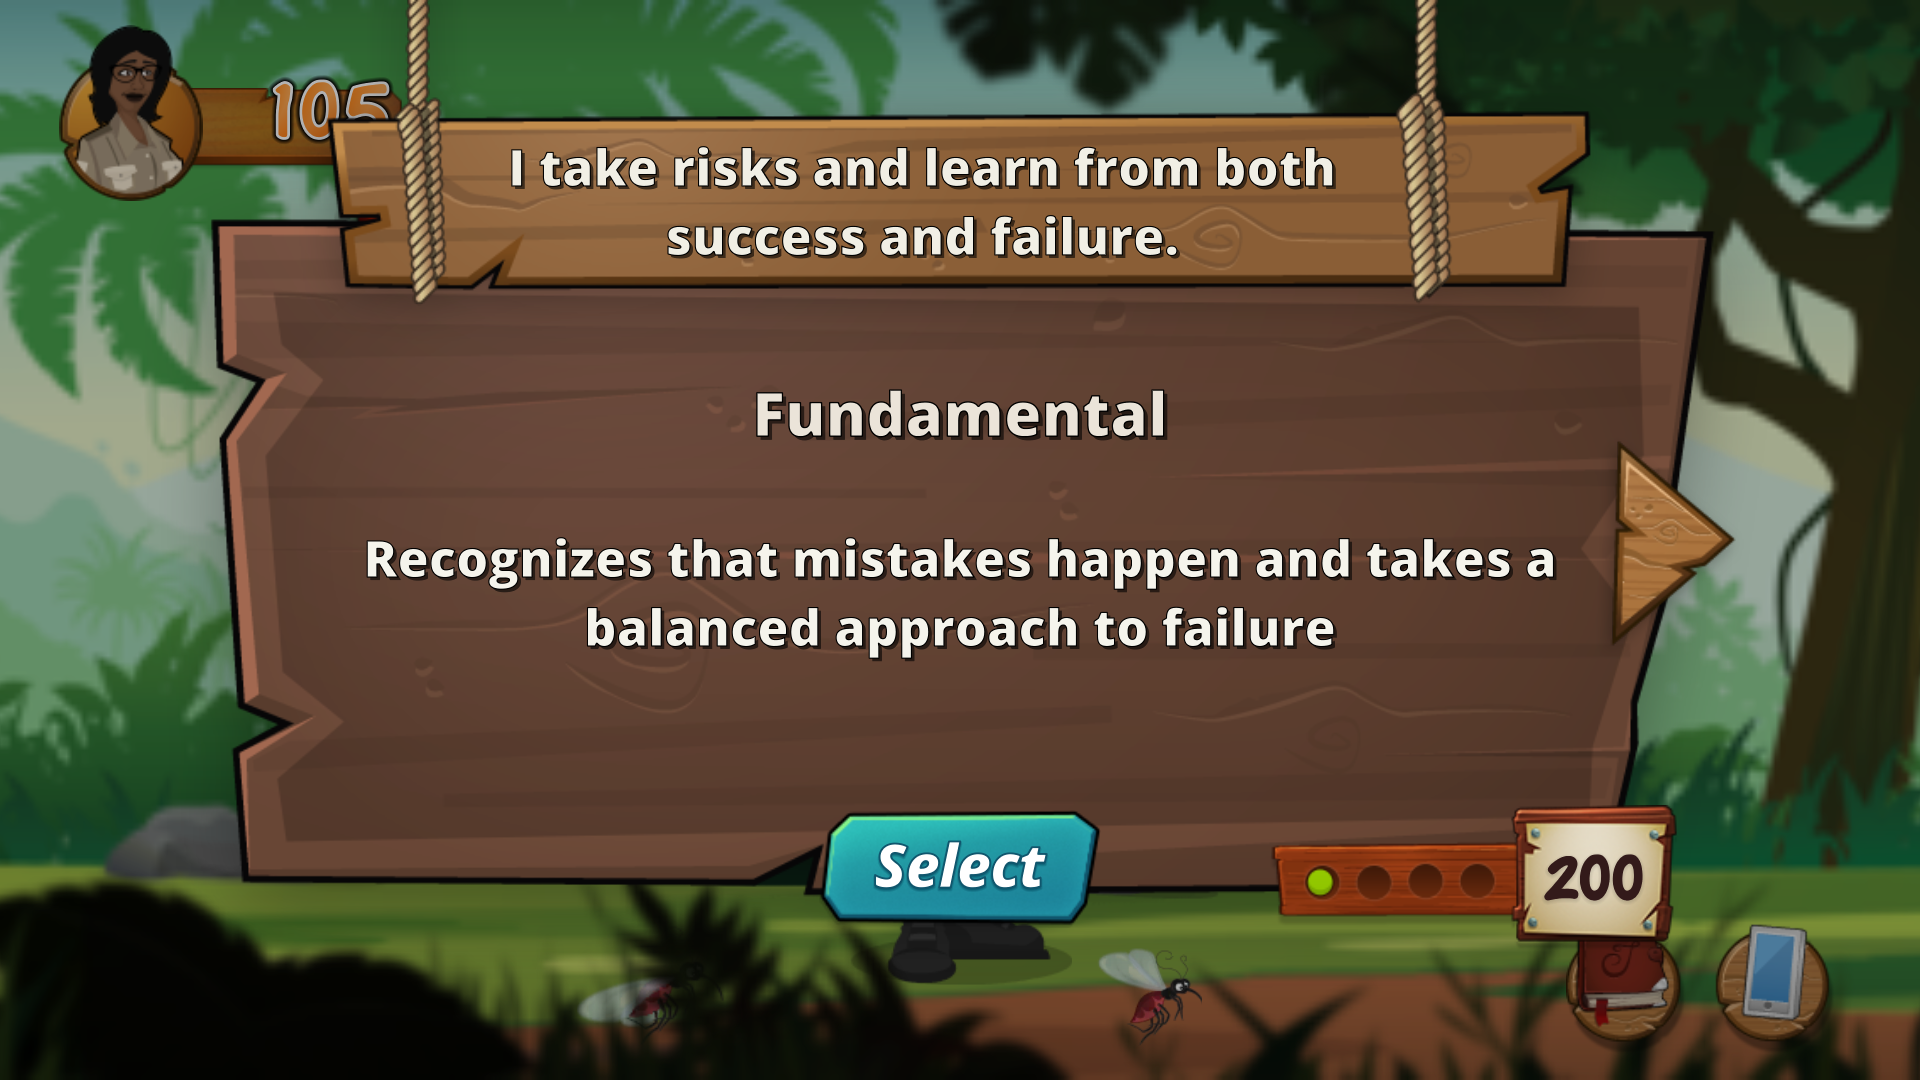 105
I take risks and learn from both
success and failure.
Fundamental
Recognizes that mistakes happen and takes a
balanced approach to failure
Select
200